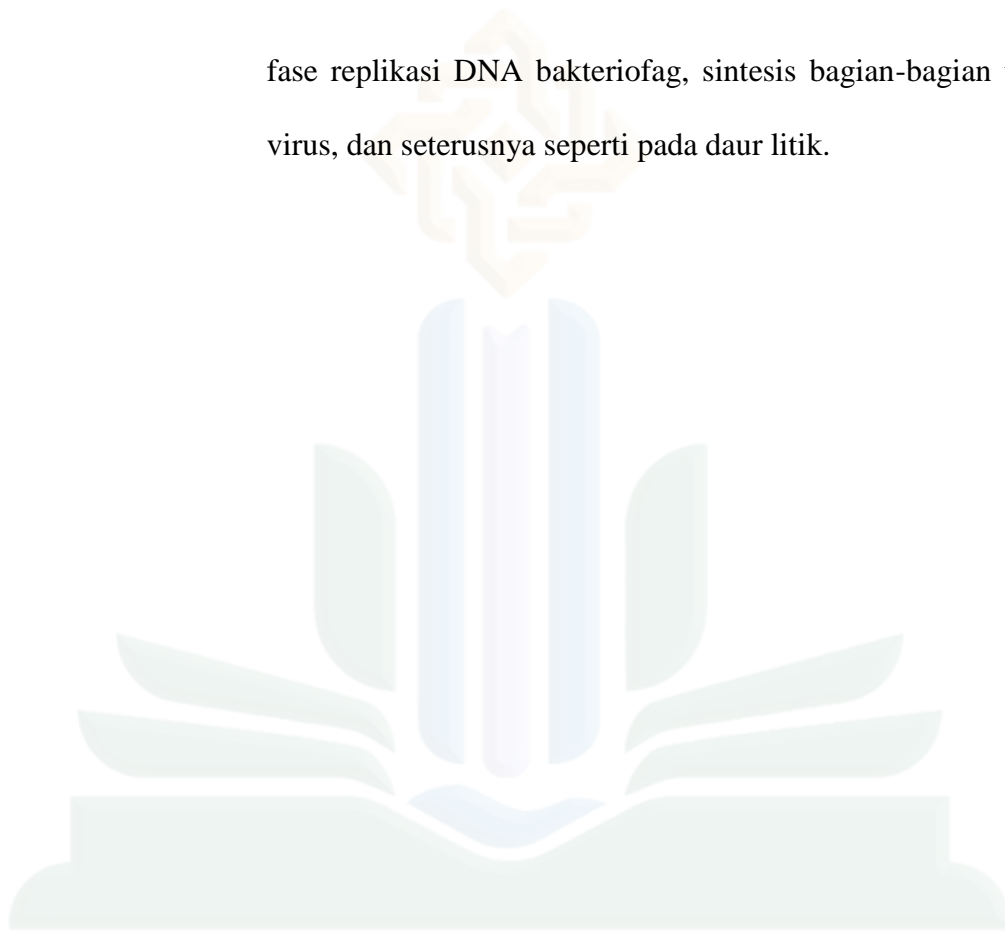 fase replikasi DNA bakteriofag, sintesis bagian-bagian
virus, dan seterusnya seperti pada daur litik.